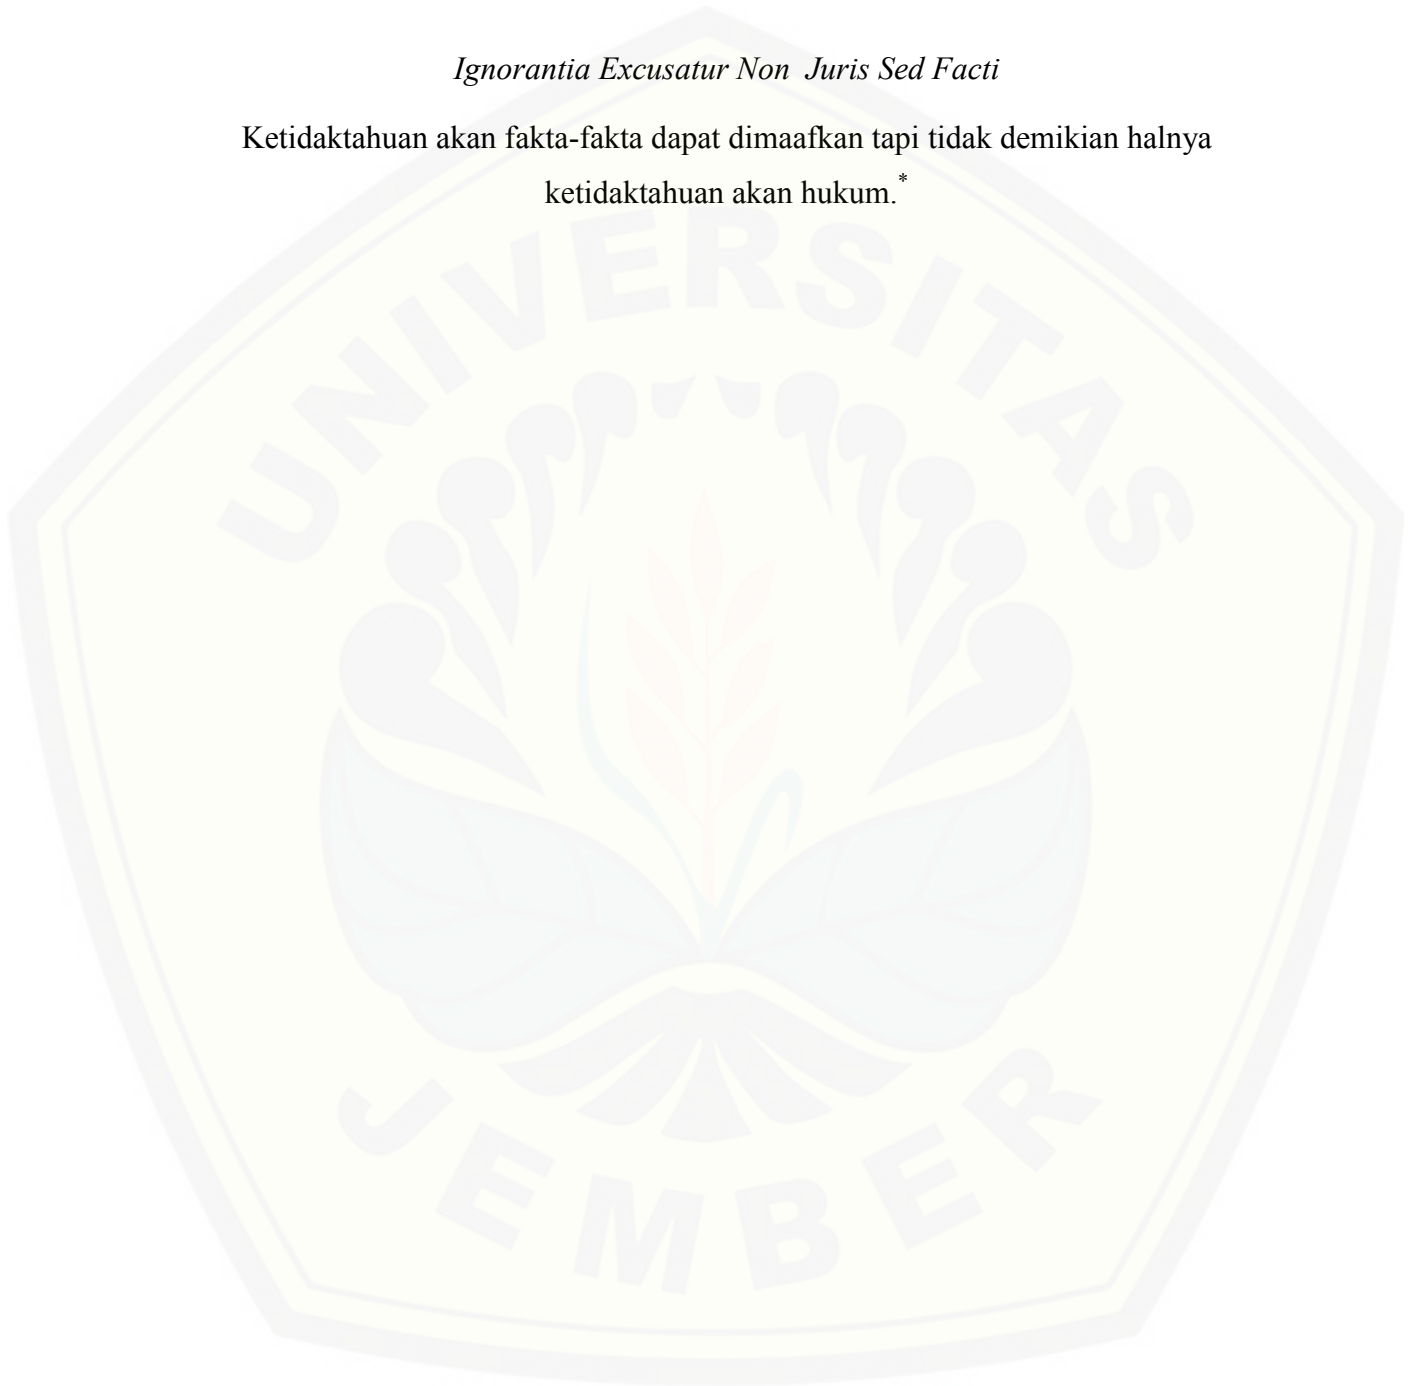 Ignorantia Excusatur Non Juris Sed Facti
Ketidaktahuan akan fakta-fakta dapat dimaafkan tapi tidak demikian halnya
ketidaktahuan akan hukum.*
UNIVERSITAS
JEMBER